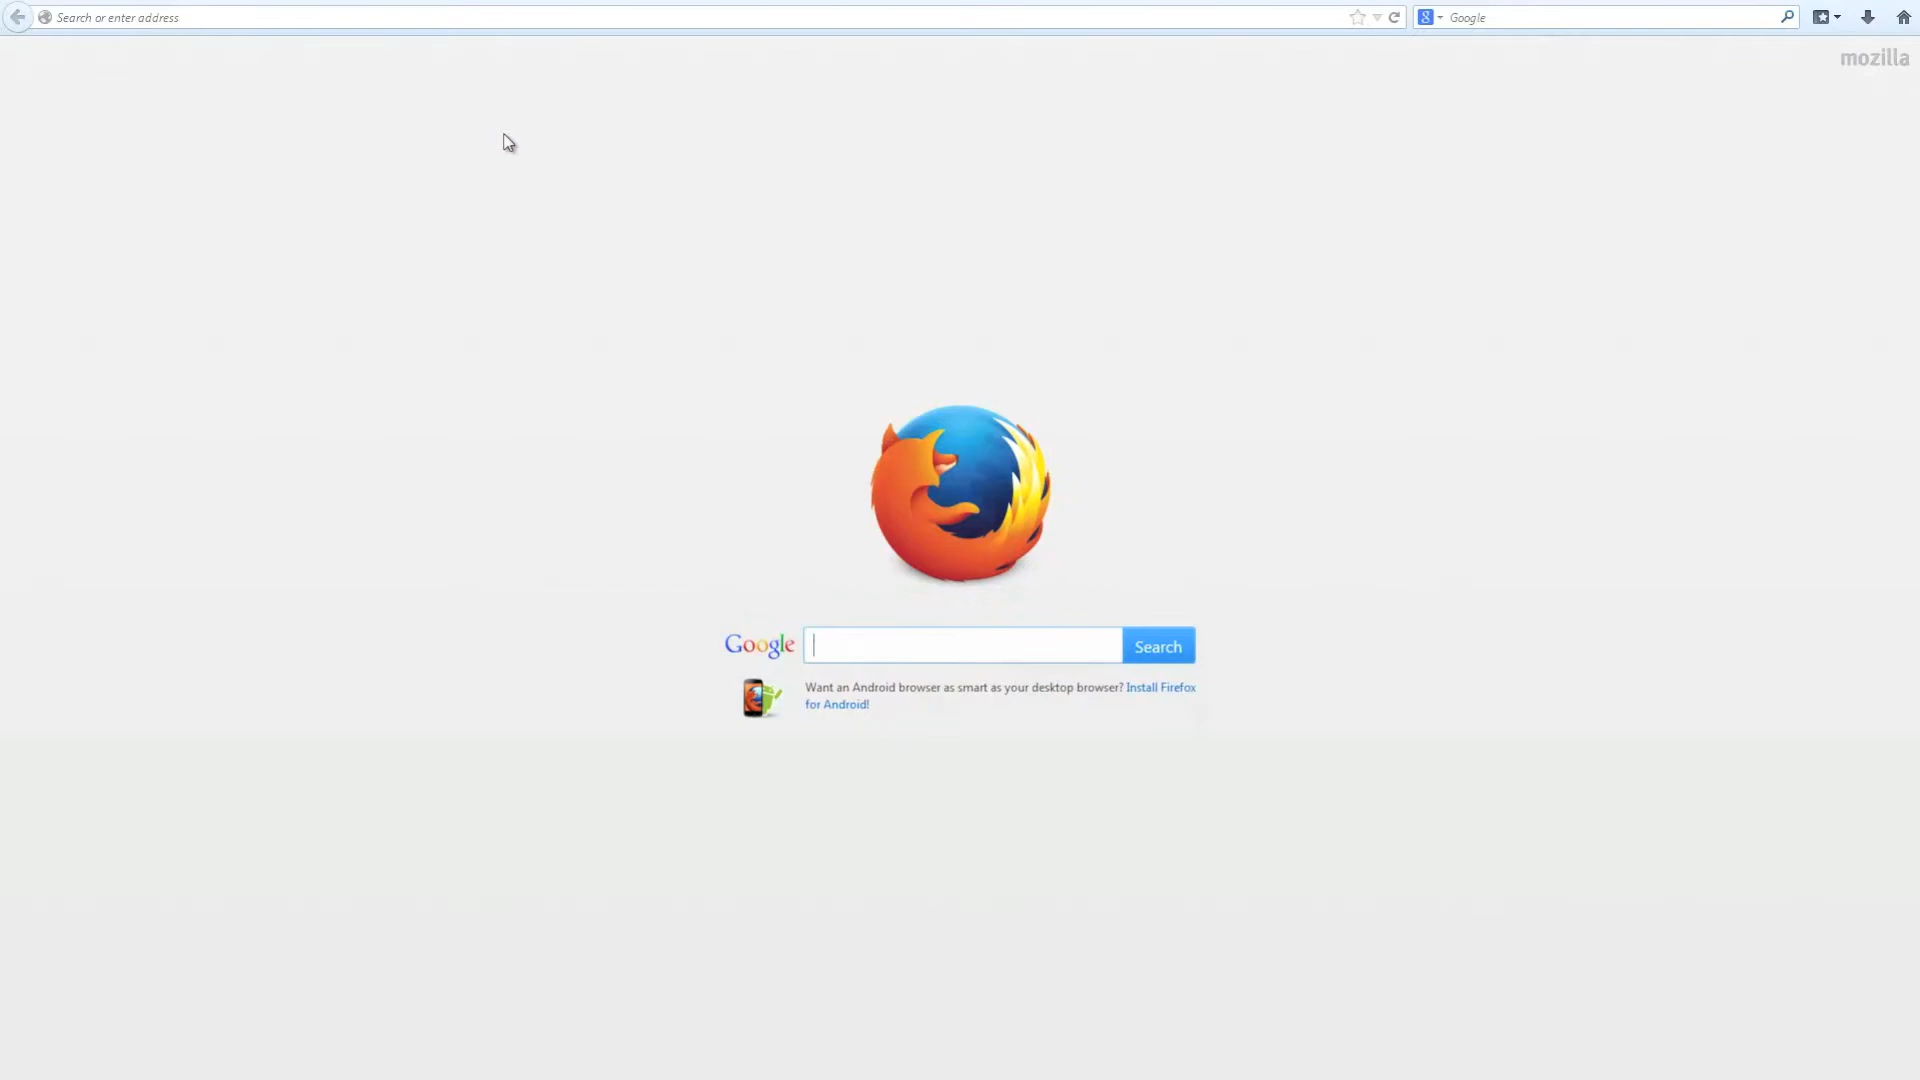 Search or enter address
Google
mozilla
Google
Search
Want an Android browser as smart as your desktop browser? Install Firefox
for Android!